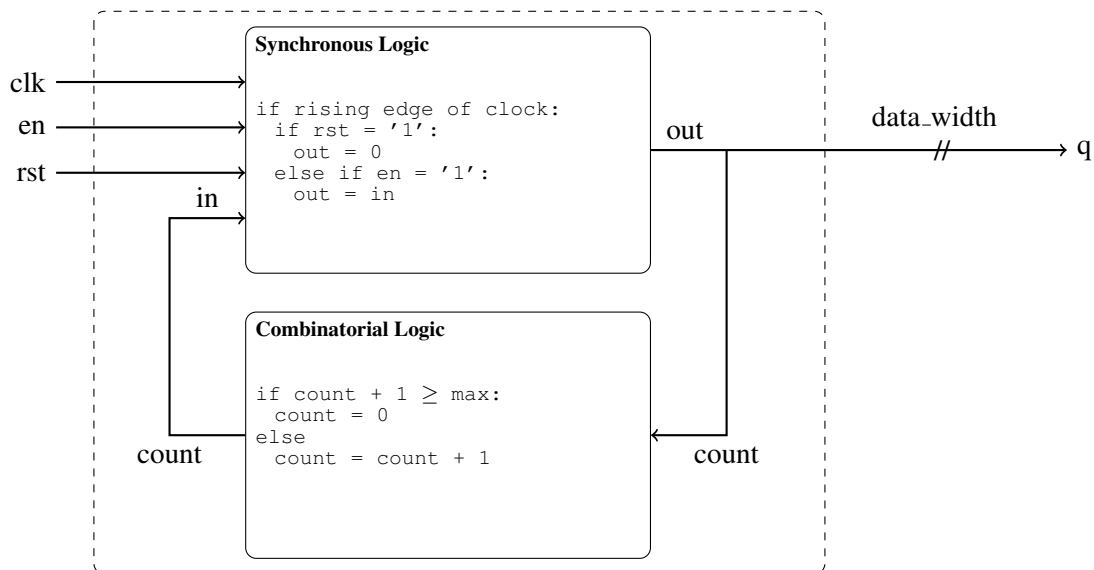 Synchronous Logic
clk
en
rst
in
if rising edge of clock:
if rst = '1':
out = 0
else if en = '1':
out = in
out
data_width
//
q
Combinatorial Logic
if count + 1 ≥ max:
count = 0
else
count = count + 1
count
count